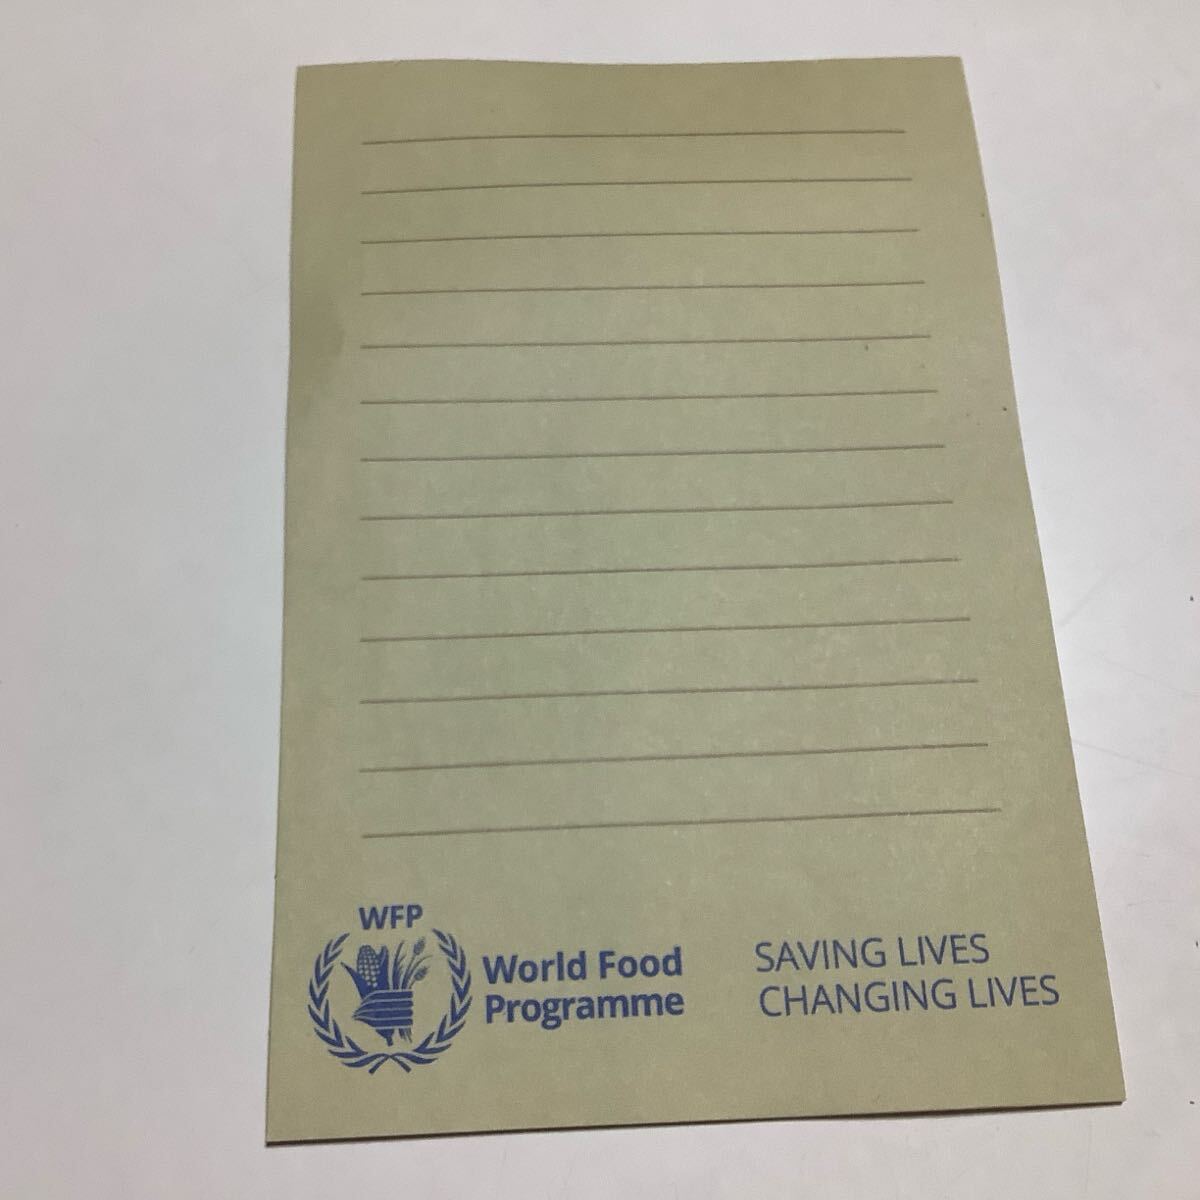 WFP
World Food
Programme
SAVING LIVES
CHANGING LIVES